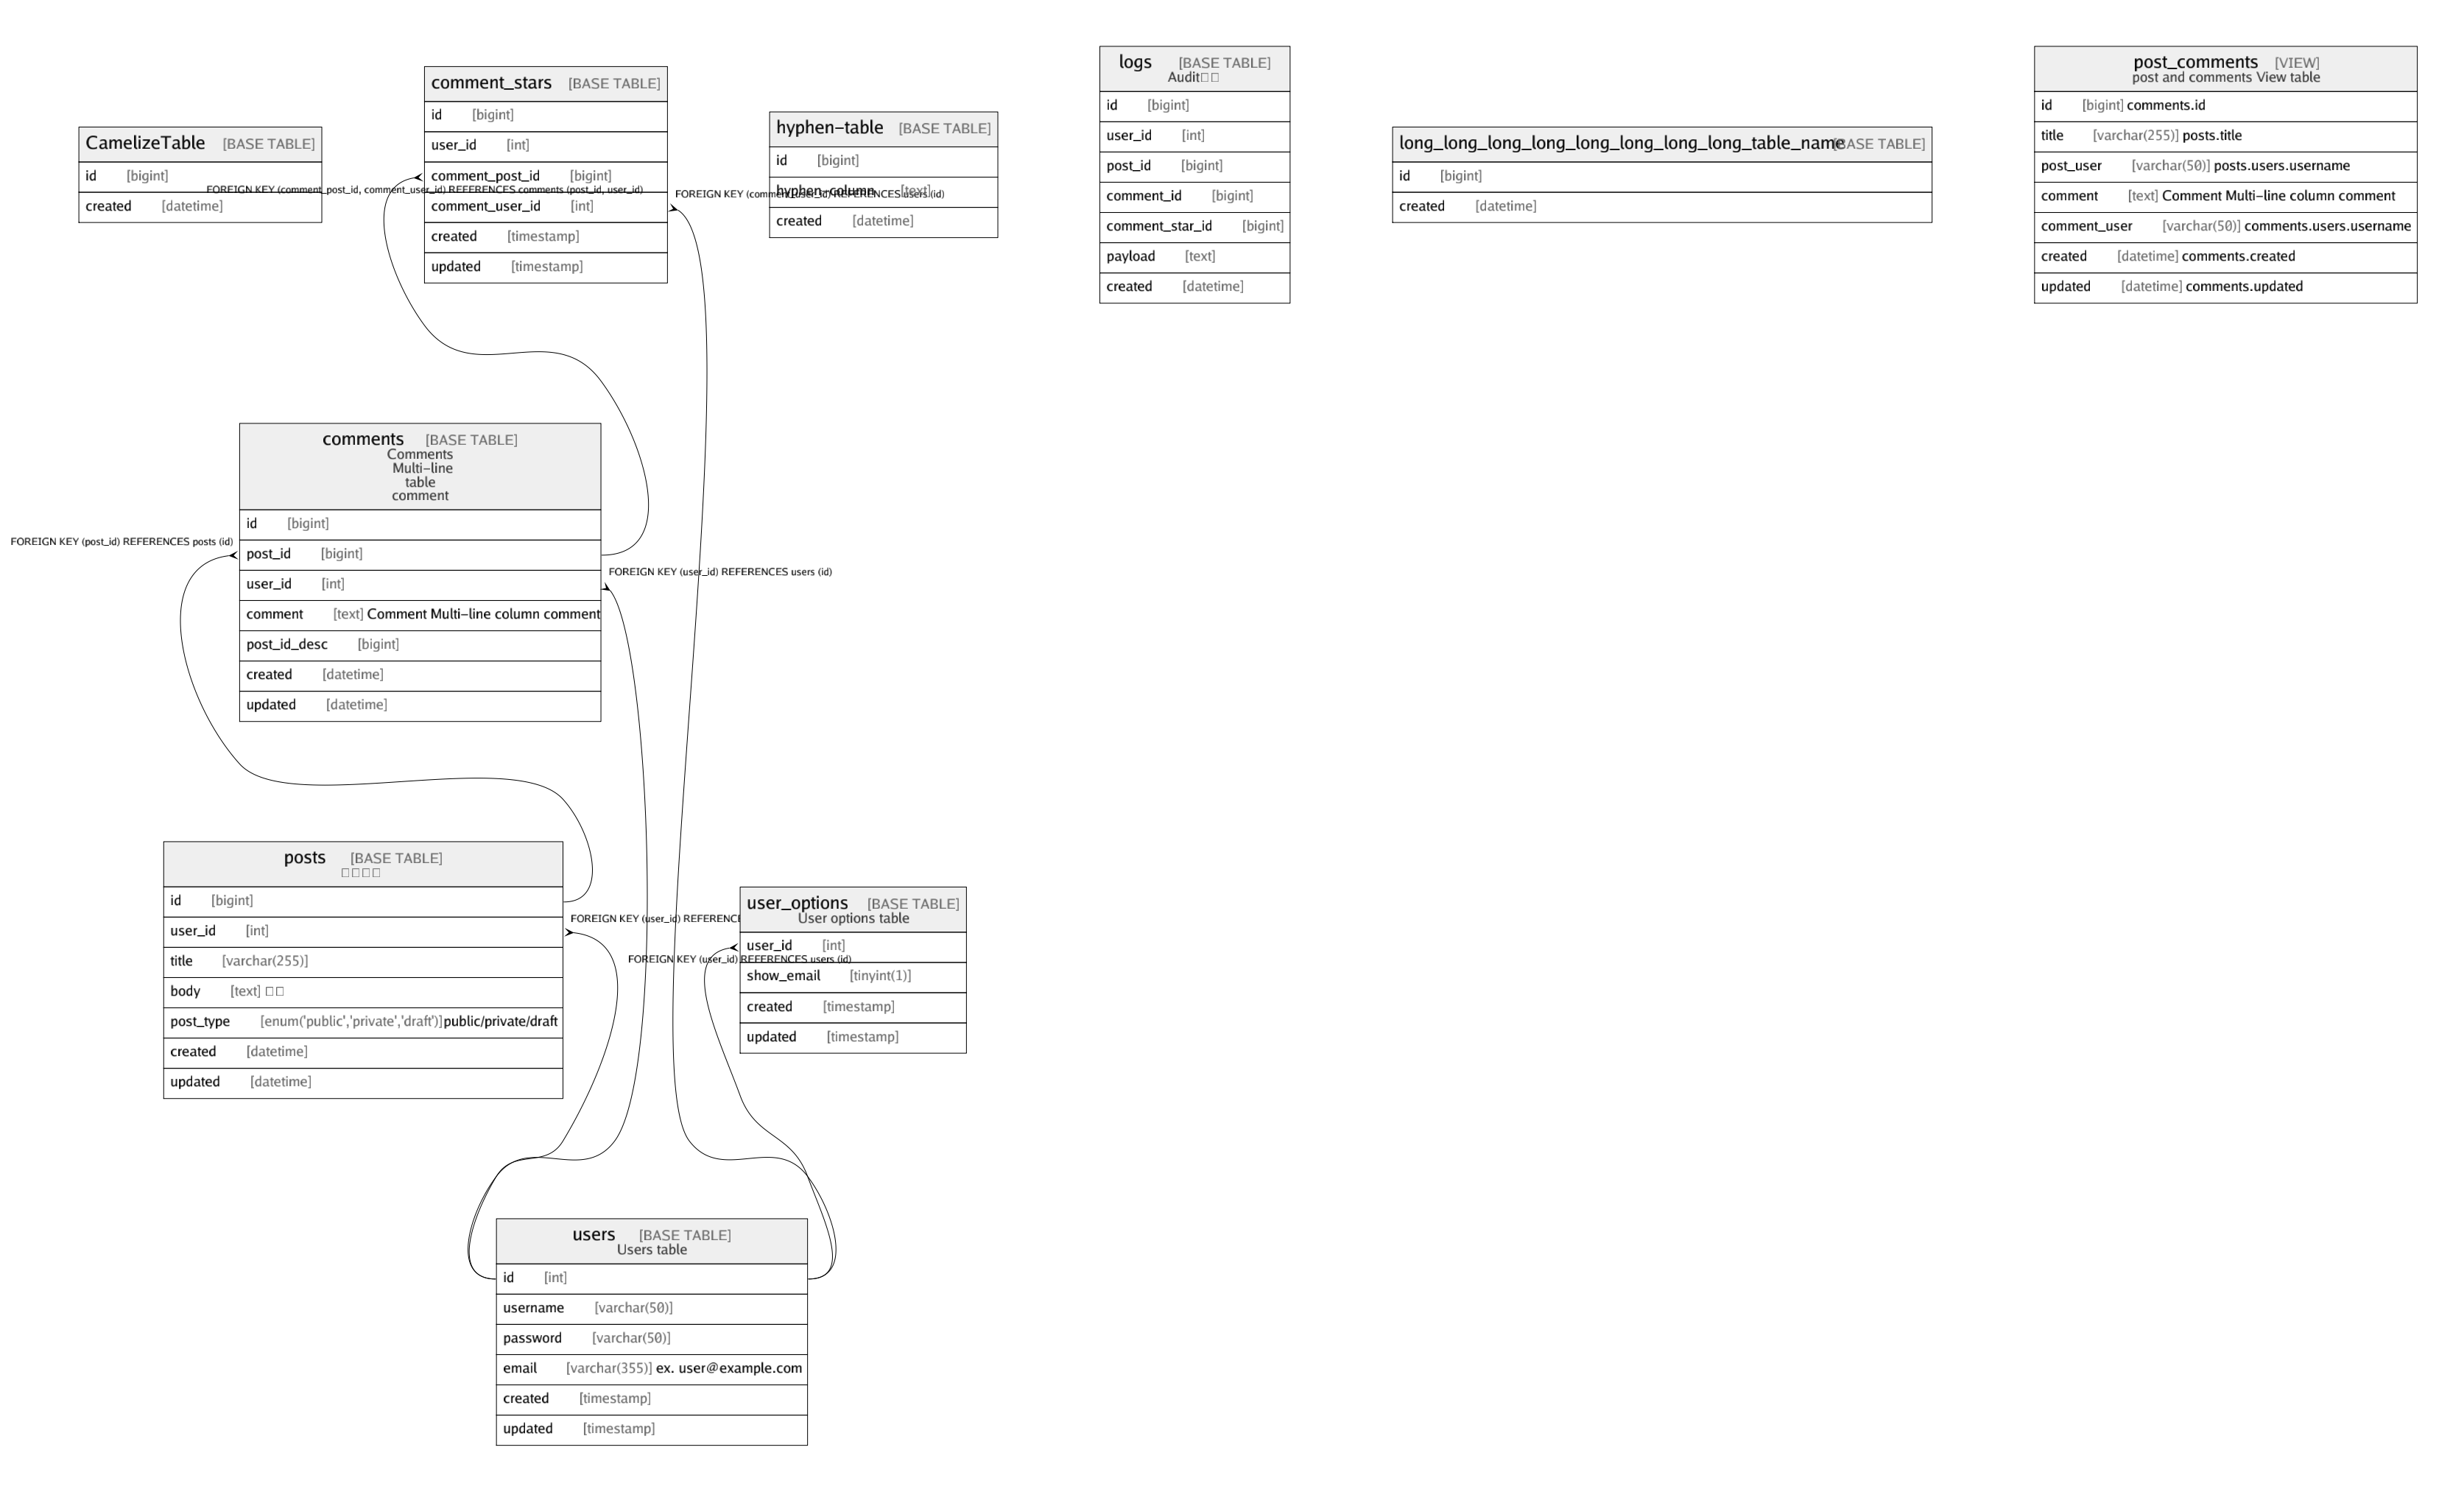 CamelizeTable [BASE TABLE]
id [bigint]
created [datetime]
comment_stars [BASE TABLE]
id [bigint]
user_id [int]
comment_post_id [bigint]
comment_user_id [int]
created [timestamp]
updated [timestamp]
FOREIGN KEY (comment_post_id, comment_user_id) REFERENCES comments (post_id, user_id)
FOREIGN KEY (comment_user_id) REFERENCES users (id)
hyphen-table [BASE TABLE]
id [bigint]
hyphen-column [text]
created [datetime]
logs [BASE TABLE]
Audit
id [bigint]
user_id [int]
post_id [bigint]
comment_id [bigint]
comment_star_id [bigint]
payload [text]
created [datetime]
long_long_long_long_long_long_long_long_table_name [BASE TABLE]
id [bigint]
created [datetime]
post_comments [VIEW]
post and comments View table
id [bigint] comments.id
title [varchar(255)] posts.title
post_user [varchar(50)] posts.users.username
comment [text] Comment Multi-line column comment
comment_user [varchar(50)] comments.users.username
created [datetime] comments.created
updated [datetime] comments.updated
comments [BASE TABLE]
Comments
Multi-line
table
comment
id [bigint]
post_id [bigint]
user_id [int]
comment [text] Comment Multi-line column comment
post_id_desc [bigint]
created [datetime]
updated [datetime]
FOREIGN KEY (post_id) REFERENCES posts (id)
FOREIGN KEY (user_id) REFERENCES users (id)
posts [BASE TABLE]
id [bigint]
user_id [int]
title [varchar(255)]
body [text]
post_type [enum('public','private','draft')] public/private/draft
created [datetime]
updated [datetime]
FOREIGN KEY (user_id) REFERENC
user_options [BASE TABLE]
User options table
user_id [int]
show_email [tinyint(1)]
created [timestamp]
updated [timestamp]
FOREIGN KEY (user_id) REFERENCES users (id)
users [BASE TABLE]
Users table
id [int]
username [varchar(50)]
password [varchar(50)]
email [varchar(355)] ex. user@example.com
created [timestamp]
updated [timestamp]